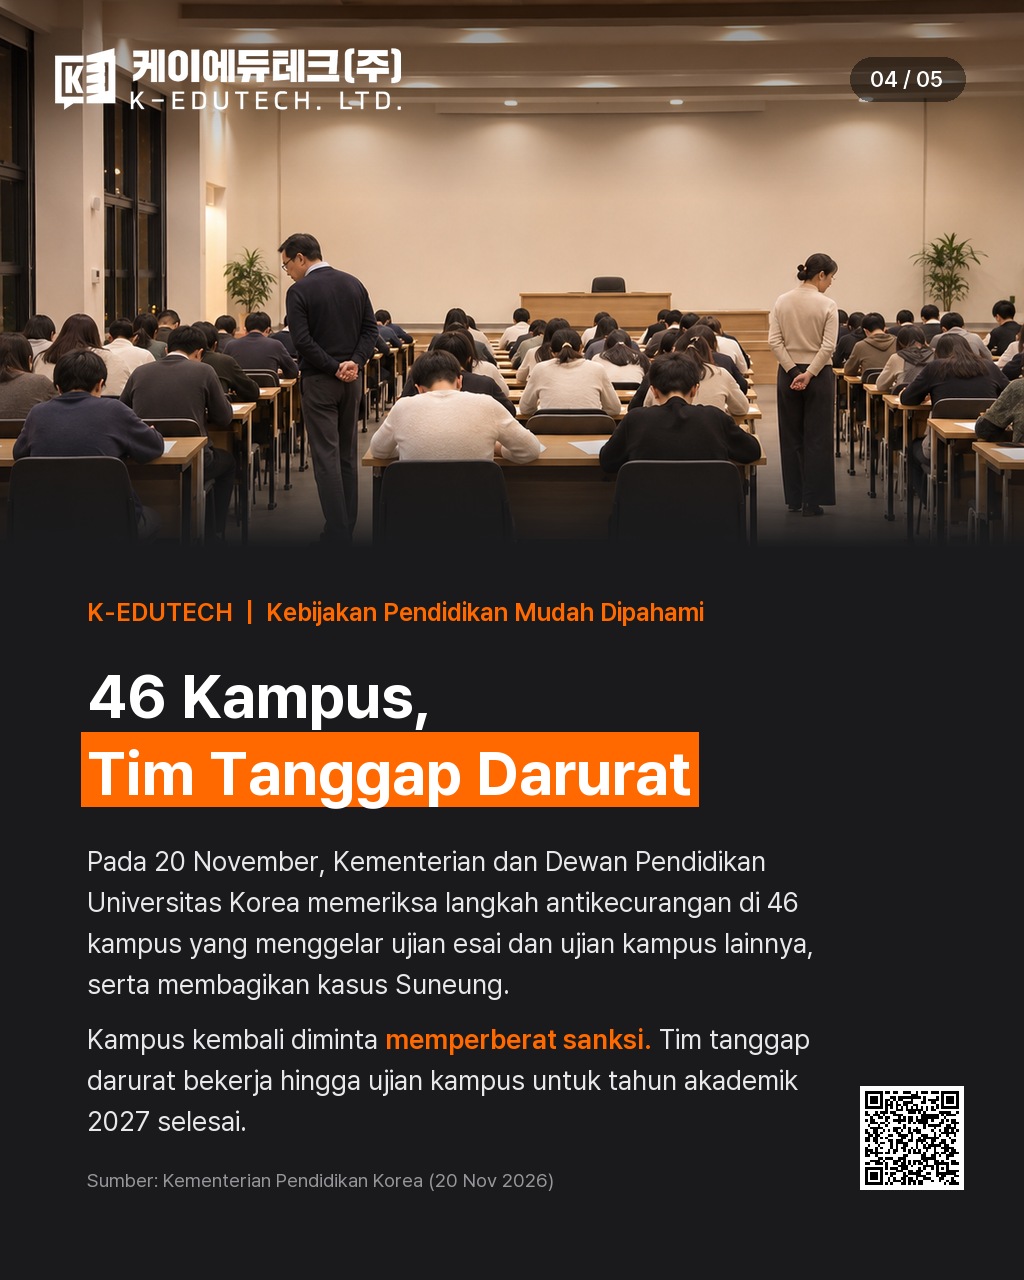 케이에듀테크(주)
K-EDUTECH. LTD.
04 / 05
K-EDUTECH | Kebijakan Pendidikan Mudah Dipahami
46 Kampus,
Tim Tanggap Darurat
Pada 20 November, Kementerian dan Dewan Pendidikan
Universitas Korea memeriksa langkah antikecurangan di 46
kampus yang menggelar ujian esai dan ujian kampus lainnya,
serta membagikan kasus Suneung.
Kampus kembali diminta memperberat sanksi. Tim tanggap
darurat bekerja hingga ujian kampus untuk tahun akademik
2027 selesai.
Sumber: Kementerian Pendidikan Korea (20 Nov 2026)